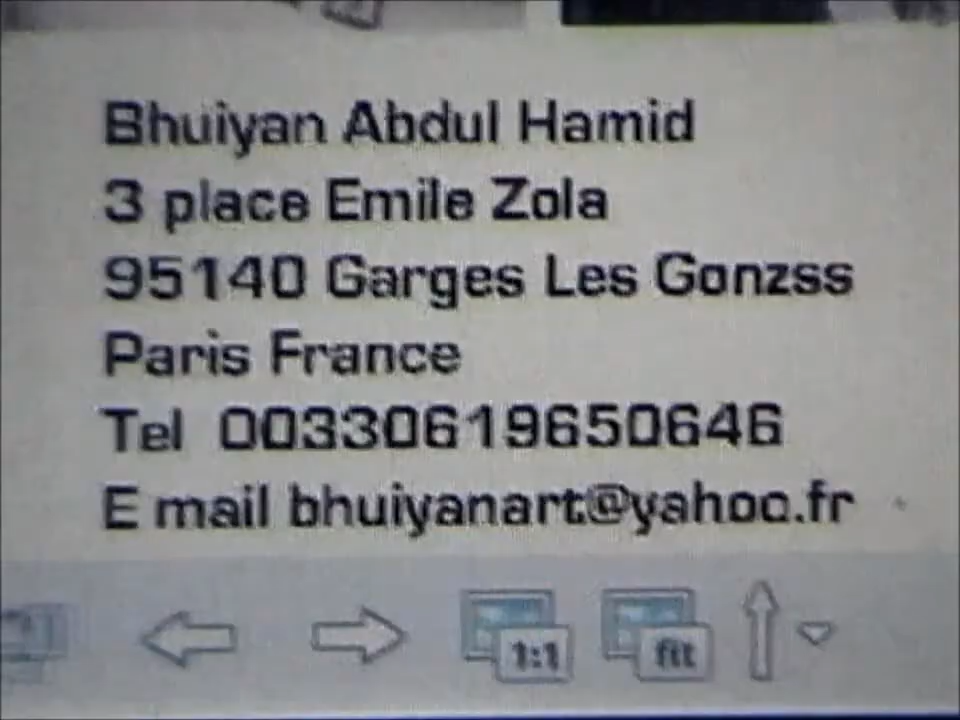 Bhuiyan Abdul Hamid
3 place Emile Zola
95140 Garges Les Gonzss
Paris France
Tel 00330619650646
E mail bhuiyanart@yahoo.fr
1:1
fit